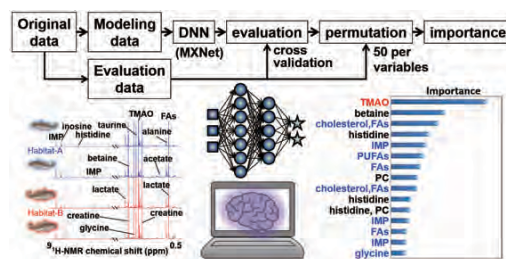 Original data
Modeling data
DNN
(MXNet)
evaluation
permutation
importance
Evaluation data
cross validation
50 per variables
TMAO
FAs
taurine
inosine
histidine
IMP
alanine
Habitat-A
betaine
IMP
acetate
lactate
lactate
Habitat-B
creatine
creatine
glycine
9
0.5
¹H-NMR chemical shift (ppm)
Importance
TMAO
betaine
cholesterol,FAs
histidine
IMP
PUFAs
FAs
PC
cholesterol,FAs
histidine
histidine, PC
IMP
FAs
IMP
glycine